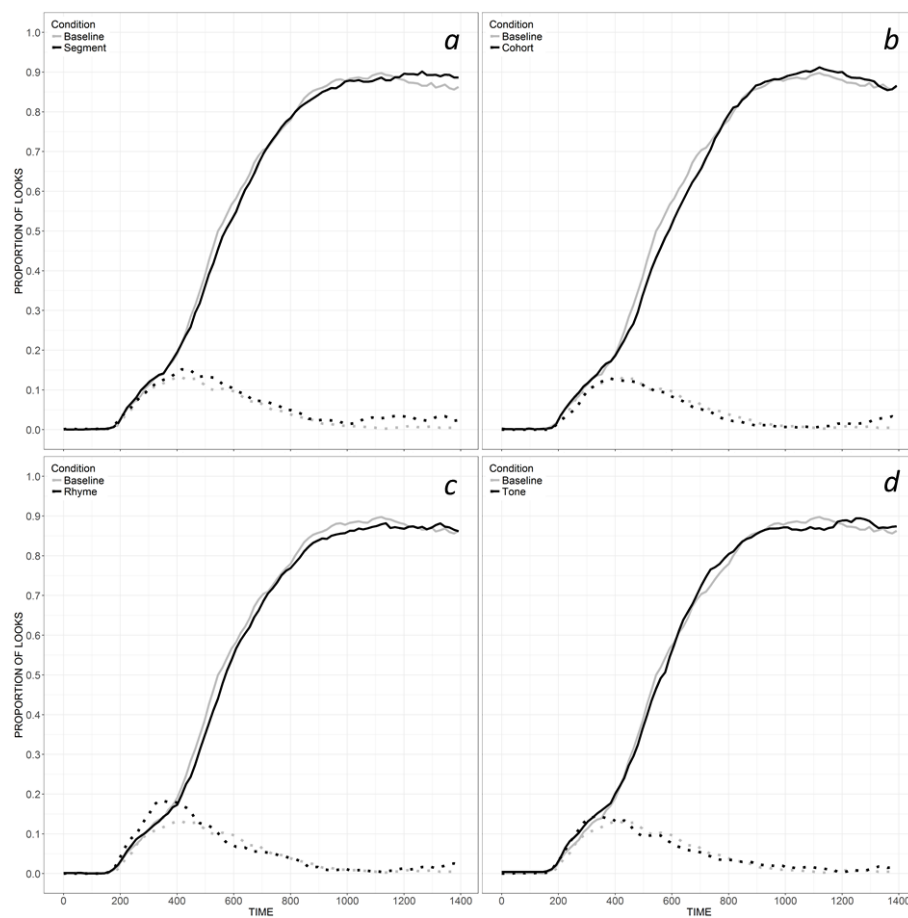 Condition
Baseline
Segment
a
Condition
Baseline
Cohort
b
PROPORTION OF LOOKS
1.0
0.9
0.8
0.7
0.6
0.5
0.4
0.3
0.2
0.1
0.0
Condition
Baseline
Rhyme
c
Condition
Baseline
Tone
d
PROPORTION OF LOOKS
1.0
0.9
0.8
0.7
0.6
0.5
0.4
0.3
0.2
0.1
0.0
0 200 400 600 800 1000 1200 1400
0 200 400 600 800 1000 1200 1400
TIME
TIME